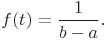 f(t) = \frac{1}{b-a}.